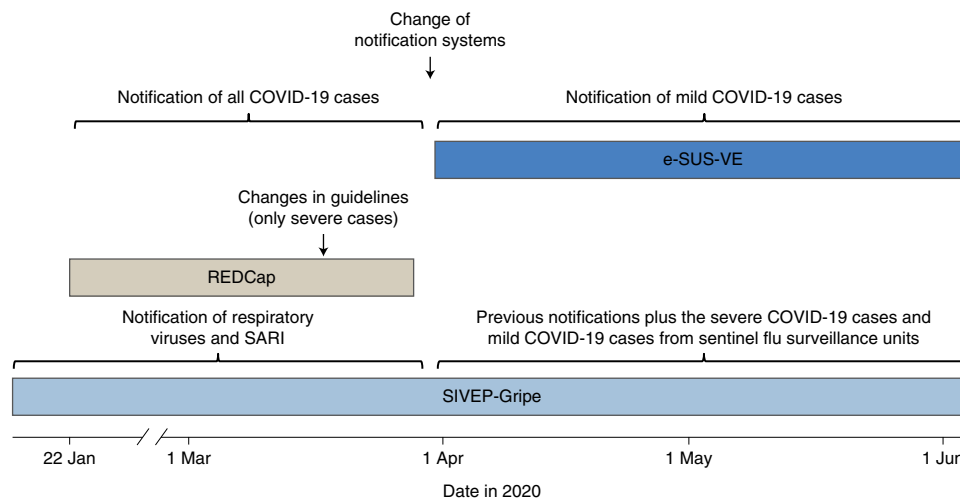 Change of
notification systems
Notification of all COVID-19 cases
Notification of mild COVID-19 cases
e-SUS-VE
Changes in guidelines
(only severe cases)
REDCap
Notification of respiratory
viruses and SARI
Previous notifications plus the severe COVID-19 cases and
mild COVID-19 cases from sentinel flu surveillance units
SIVEP-Gripe
22 Jan
1 Mar
1 Apr
1 May
1 Jun
Date in 2020